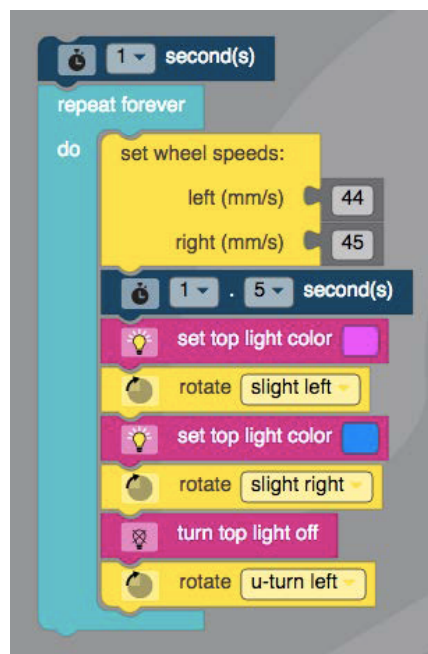 1 second(s)
repeat forever
do set wheel speeds:
left (mm/s) 44
right (mm/s) 45
1 . 5 second(s)
set top light color
rotate slight left
set top light color
rotate slight right
turn top light off
rotate u-turn left